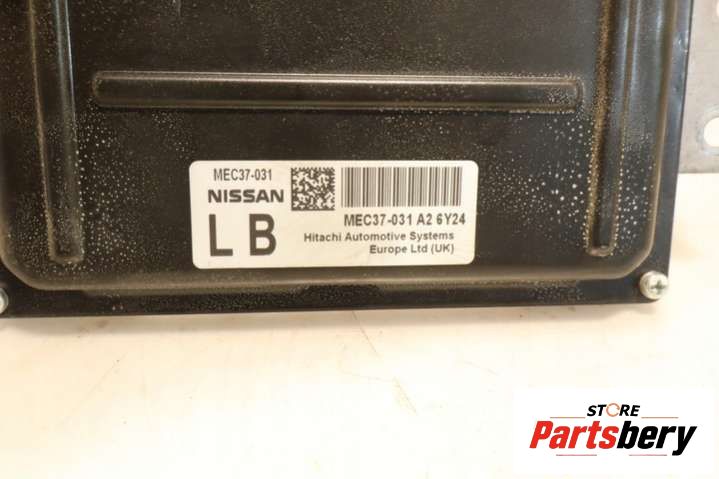 MEC37-031
NISSAN
L B
MEC37-031 A2 6Y24
Hitachi Automotive Systems
Europe Ltd (UK)
STORE
Partsbery